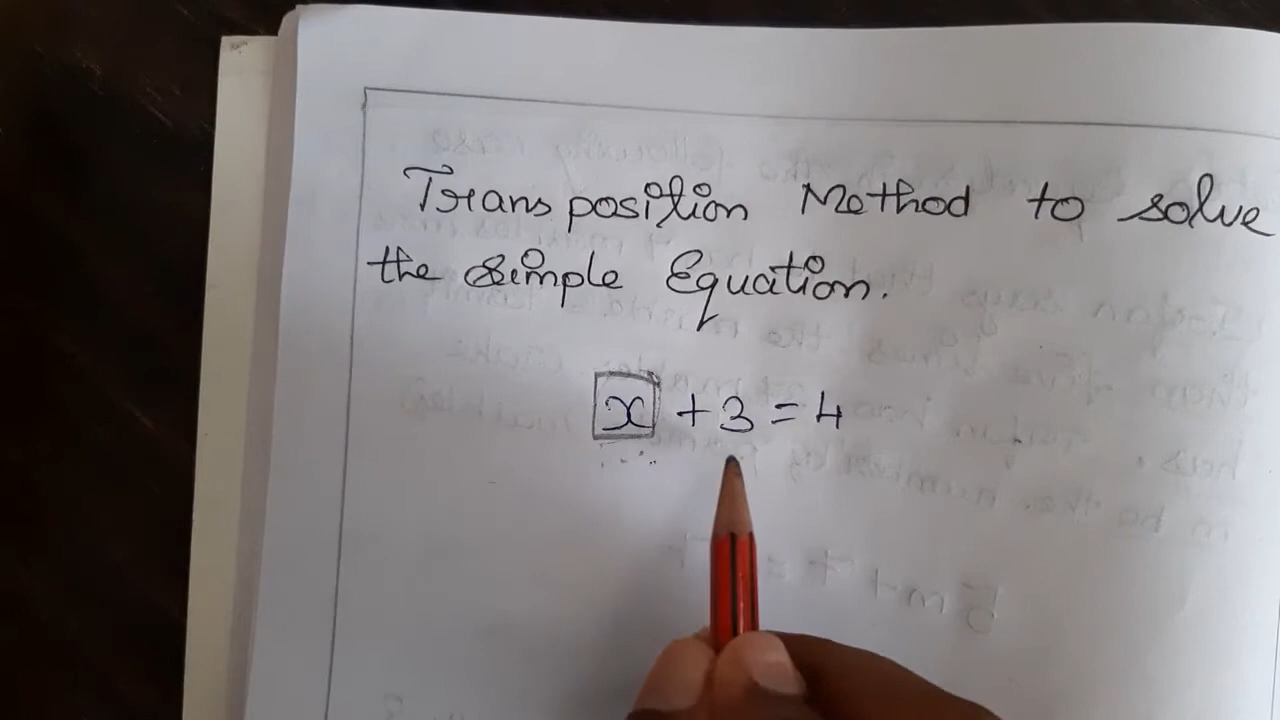 Transposition Method to solve
the simple Equation.
x + 3 = 4